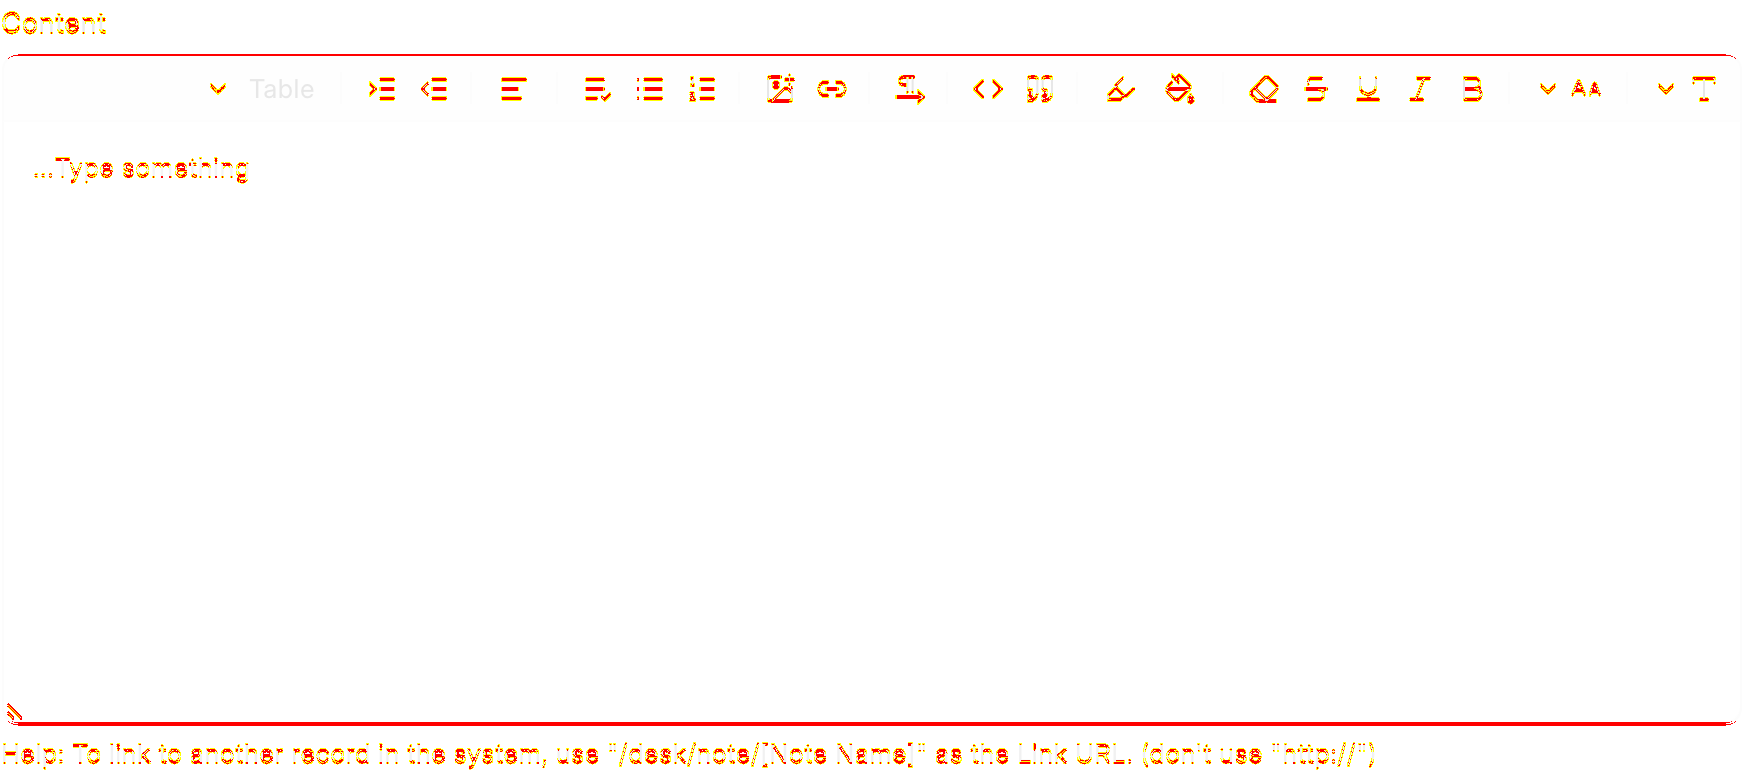 Content
Table
...Type something
Help: To link to another record in the system, use "/desk/note/[Note Name]" as the Link URL. (don't use "http://")